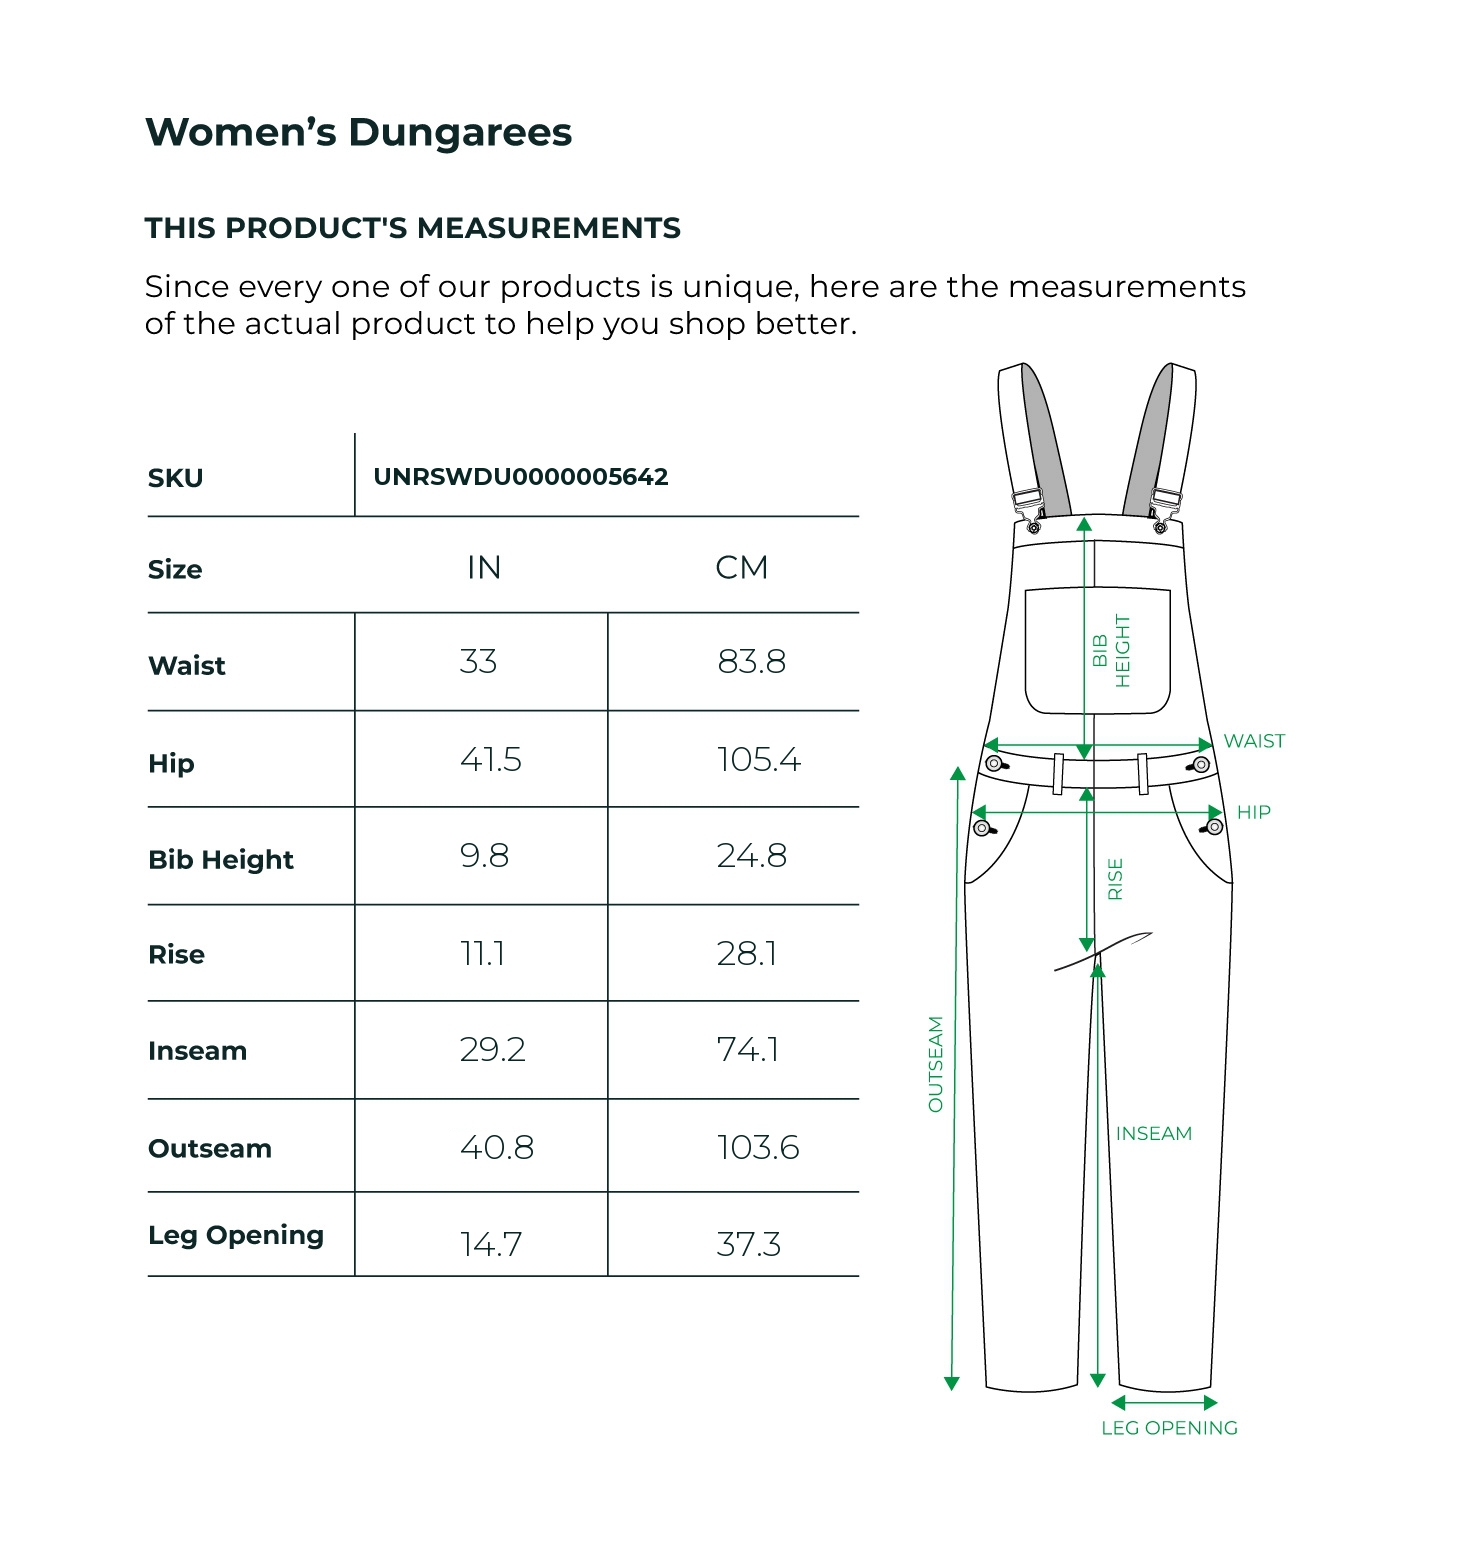 Women’s Dungarees
THIS PRODUCT'S MEASUREMENTS
Since every one of our products is unique, here are the measurements
of the actual product to help you shop better.
SKU UNRSWDU0000005642
Size IN CM
Waist 33 83.8
Hip 41.5 105.4
Bib Height 9.8 24.8
Rise 11.1 28.1
Inseam 29.2 74.1
Outseam 40.8 103.6
Leg Opening 14.7 37.3
BIB
HEIGHT
WAIST
HIP
RISE
OUTSEAM
INSEAM
LEG OPENING